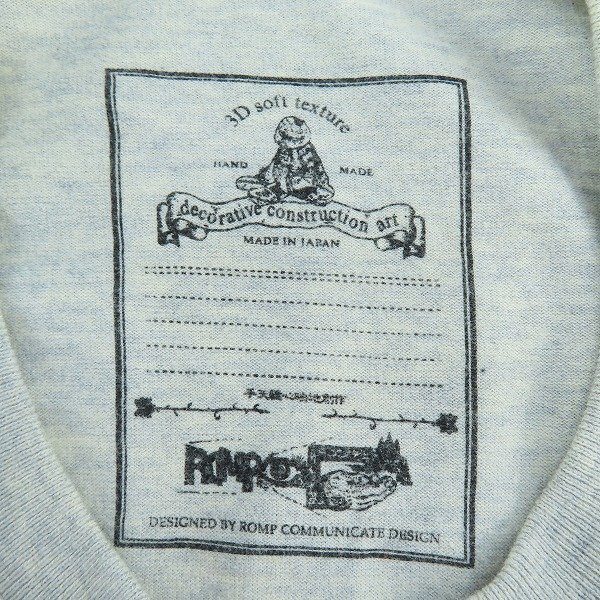 3D soft texture
HAND MADE
decorative construction art
MADE IN JAPAN
DESIGNED BY ROMP COMMUNICATE DESIGN